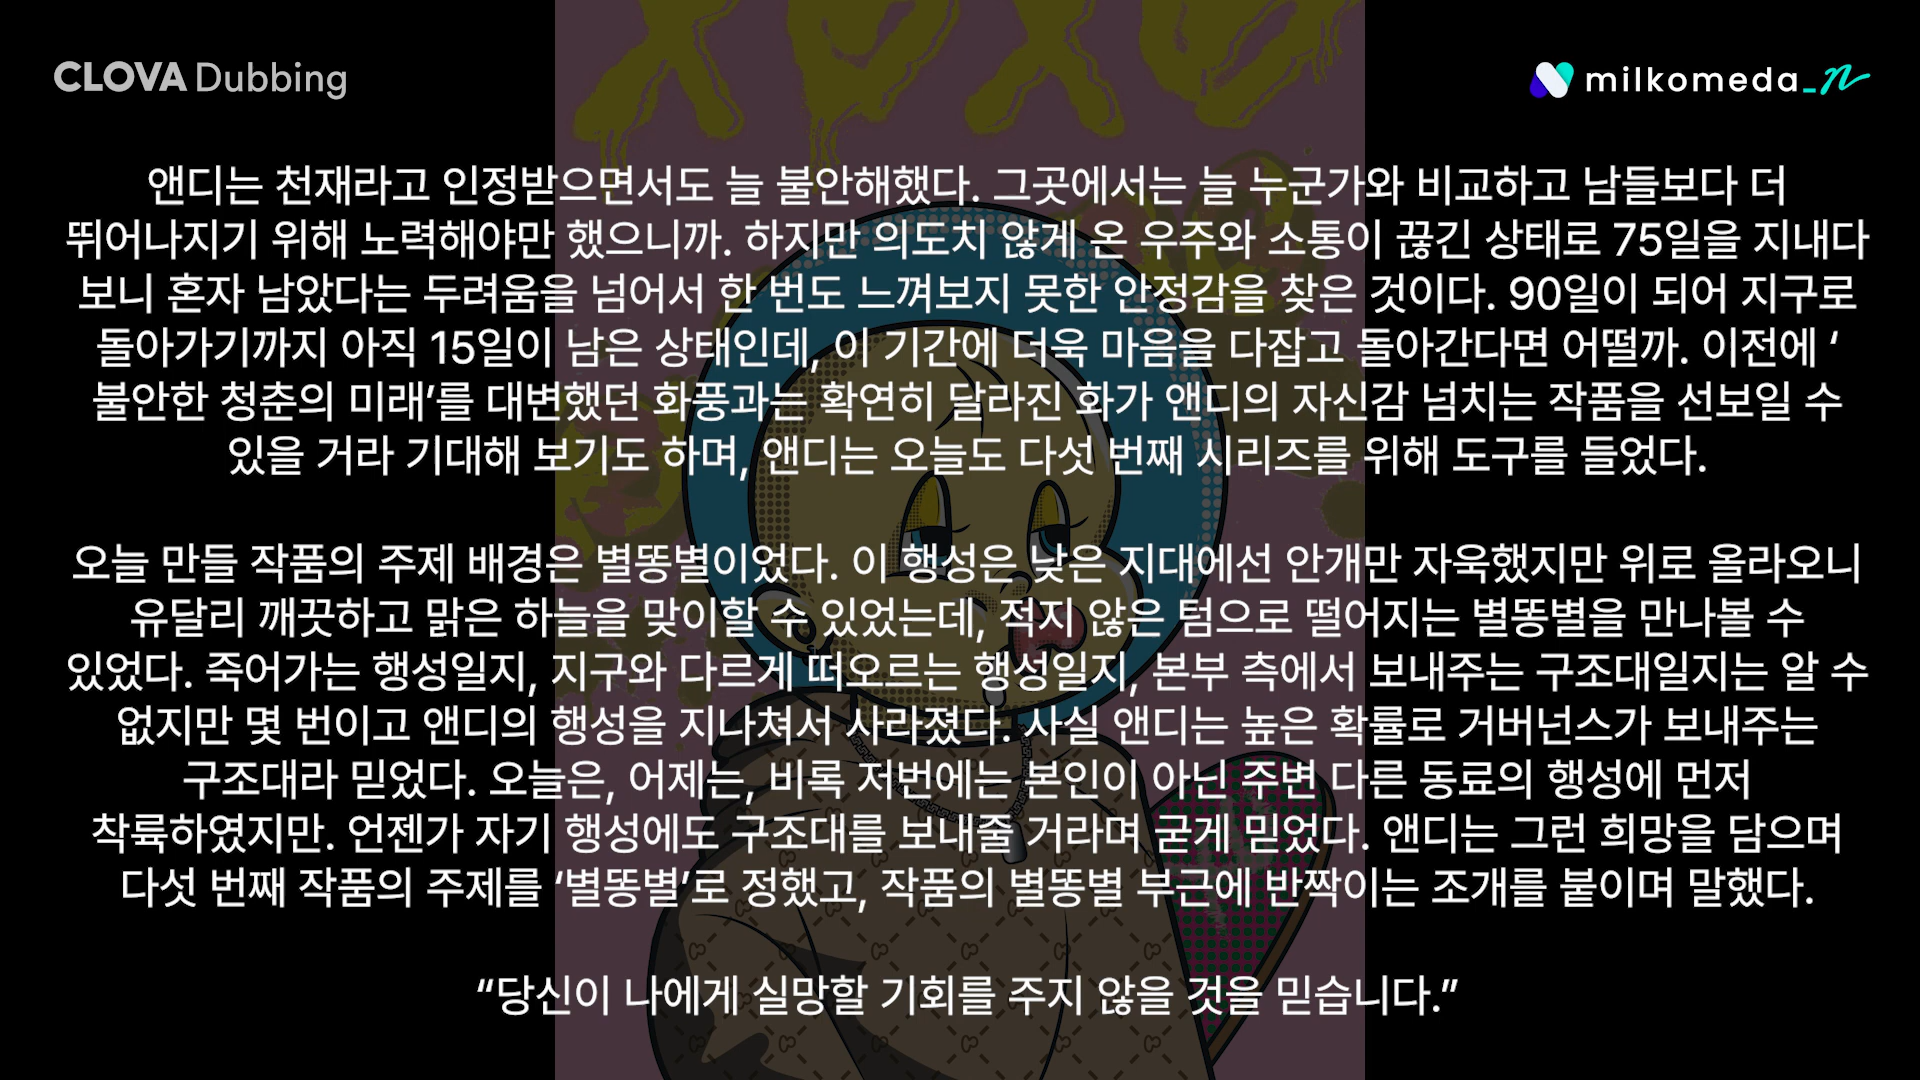 CLOVA Dubbing
milkomeda_n
앤디는 천재라고 인정받으면서도 늘 불안해했다. 그곳에서는 늘 누군가와 비교하고 남들보다 더
뛰어나지기 위해 노력해야만 했으니까. 하지만 의도치 않게 온 우주와 소통이 끊긴 상태로 75일을 지내다
보니 혼자 남았다는 두려움을 넘어서 한 번도 느껴보지 못한 안정감을 찾은 것이다. 90일이 되어 지구로
돌아가기까지 아직 15일이 남은 상태인데, 이 기간에 더욱 마음을 다잡고 돌아간다면 어떨까. 이전에 ‘
불안한 청춘의 미래’를 대변했던 화풍과는 확연히 달라진 화가 앤디의 자신감 넘치는 작품을 선보일 수
있을 거라 기대해 보기도 하며, 앤디는 오늘도 다섯 번째 시리즈를 위해 도구를 들었다.
오늘 만들 작품의 주제 배경은 별똥별이었다. 이 행성은 낮은 지대에선 안개만 자욱했지만 위로 올라오니
유달리 깨끗하고 맑은 하늘을 맞이할 수 있었는데, 적지 않은 텀으로 떨어지는 별똥별을 만나볼 수
있었다. 죽어가는 행성일지, 지구와 다르게 떠오르는 행성일지, 본부 측에서 보내주는 구조대일지는 알 수
없지만 몇 번이고 앤디의 행성을 지나쳐서 사라졌다. 사실 앤디는 높은 확률로 거버넌스가 보내주는
구조대라 믿었다. 오늘은, 어제는, 비록 저번에는 본인이 아닌 주변 다른 동료의 행성에 먼저
착륙하였지만. 언젠가 자기 행성에도 구조대를 보내줄 거라며 굳게 믿었다. 앤디는 그런 희망을 담으며
다섯 번째 작품의 주제를 ‘별똥별’로 정했고, 작품의 별똥별 부근에 반짝이는 조개를 붙이며 말했다.
“당신이 나에게 실망할 기회를 주지 않을 것을 믿습니다.”